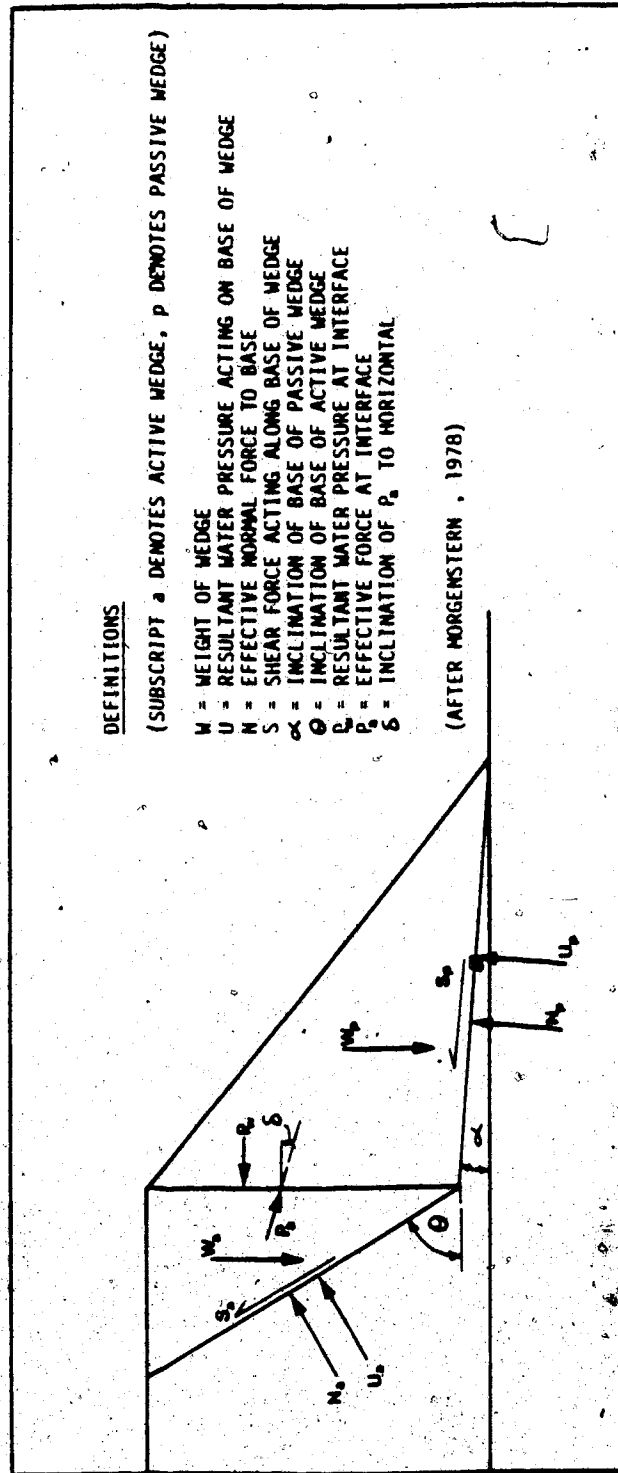 DEFINITIONS
(SUBSCRIPT a DENOTES ACTIVE WEDGE, p DENOTES PASSIVE WEDGE)
W = WEIGHT OF WEDGE
U = RESULTANT WATER PRESSURE ACTING ON BASE OF WEDGE
N = EFFECTIVE NORMAL FORCE TO BASE
S = SHEAR FORCE ACTING ALONG BASE OF WEDGE
α = INCLINATION OF BASE OF PASSIVE WEDGE
θ = INCLINATION OF BASE OF ACTIVE WEDGE
Pw = RESULTANT WATER PRESSURE AT INTERFACE
Pa = EFFECTIVE FORCE AT INTERFACE
δ = INCLINATION OF Pa TO HORIZONTAL
(AFTER MORGENSTERN , 1978)
Wa
Sa
Na
Ua
Pa
Pw
δ
θ
Wp
Sp
α
Np
Up